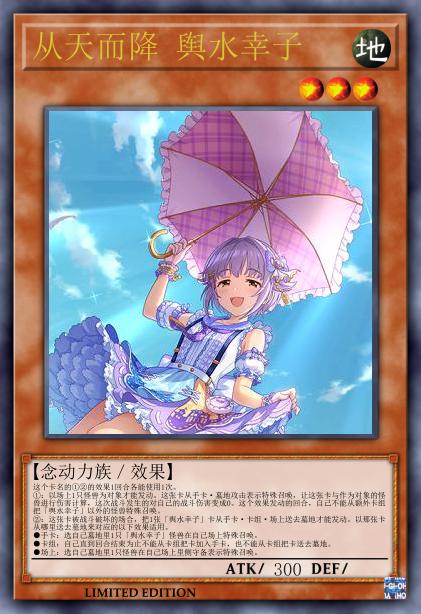 从天而降 舆水幸子
地
【念动力族 / 效果】
这个卡名的①②的效果1回合各能使用1次。
①：以场上1只怪兽为对象才能发动。这张卡从手卡・墓地攻击表示特殊召唤，让这张卡与作为对象的怪
兽进行伤害计算。这次战斗发生的对自己的战斗伤害变成0。这个效果发动的回合，自己不能从额外卡组
把「舆水幸子」以外的怪兽特殊召唤。
②：这张卡被战斗破坏的场合，把1张「舆水幸子」卡从手卡・卡组・场上送去墓地才能发动。以那张卡
从哪里送去墓地来对应的以下效果适用。
●手卡：选自己墓地1只「舆水幸子」怪兽在自己场上特殊召唤。
●卡组：自己直到回合结束为止不能从卡组把卡加入手卡，也不能从卡组把卡送去墓地。
●场上：选自己墓地里1只怪兽在自己场上里侧守备表示特殊召唤。
ATK/ 300 DEF/
LIMITED EDITION